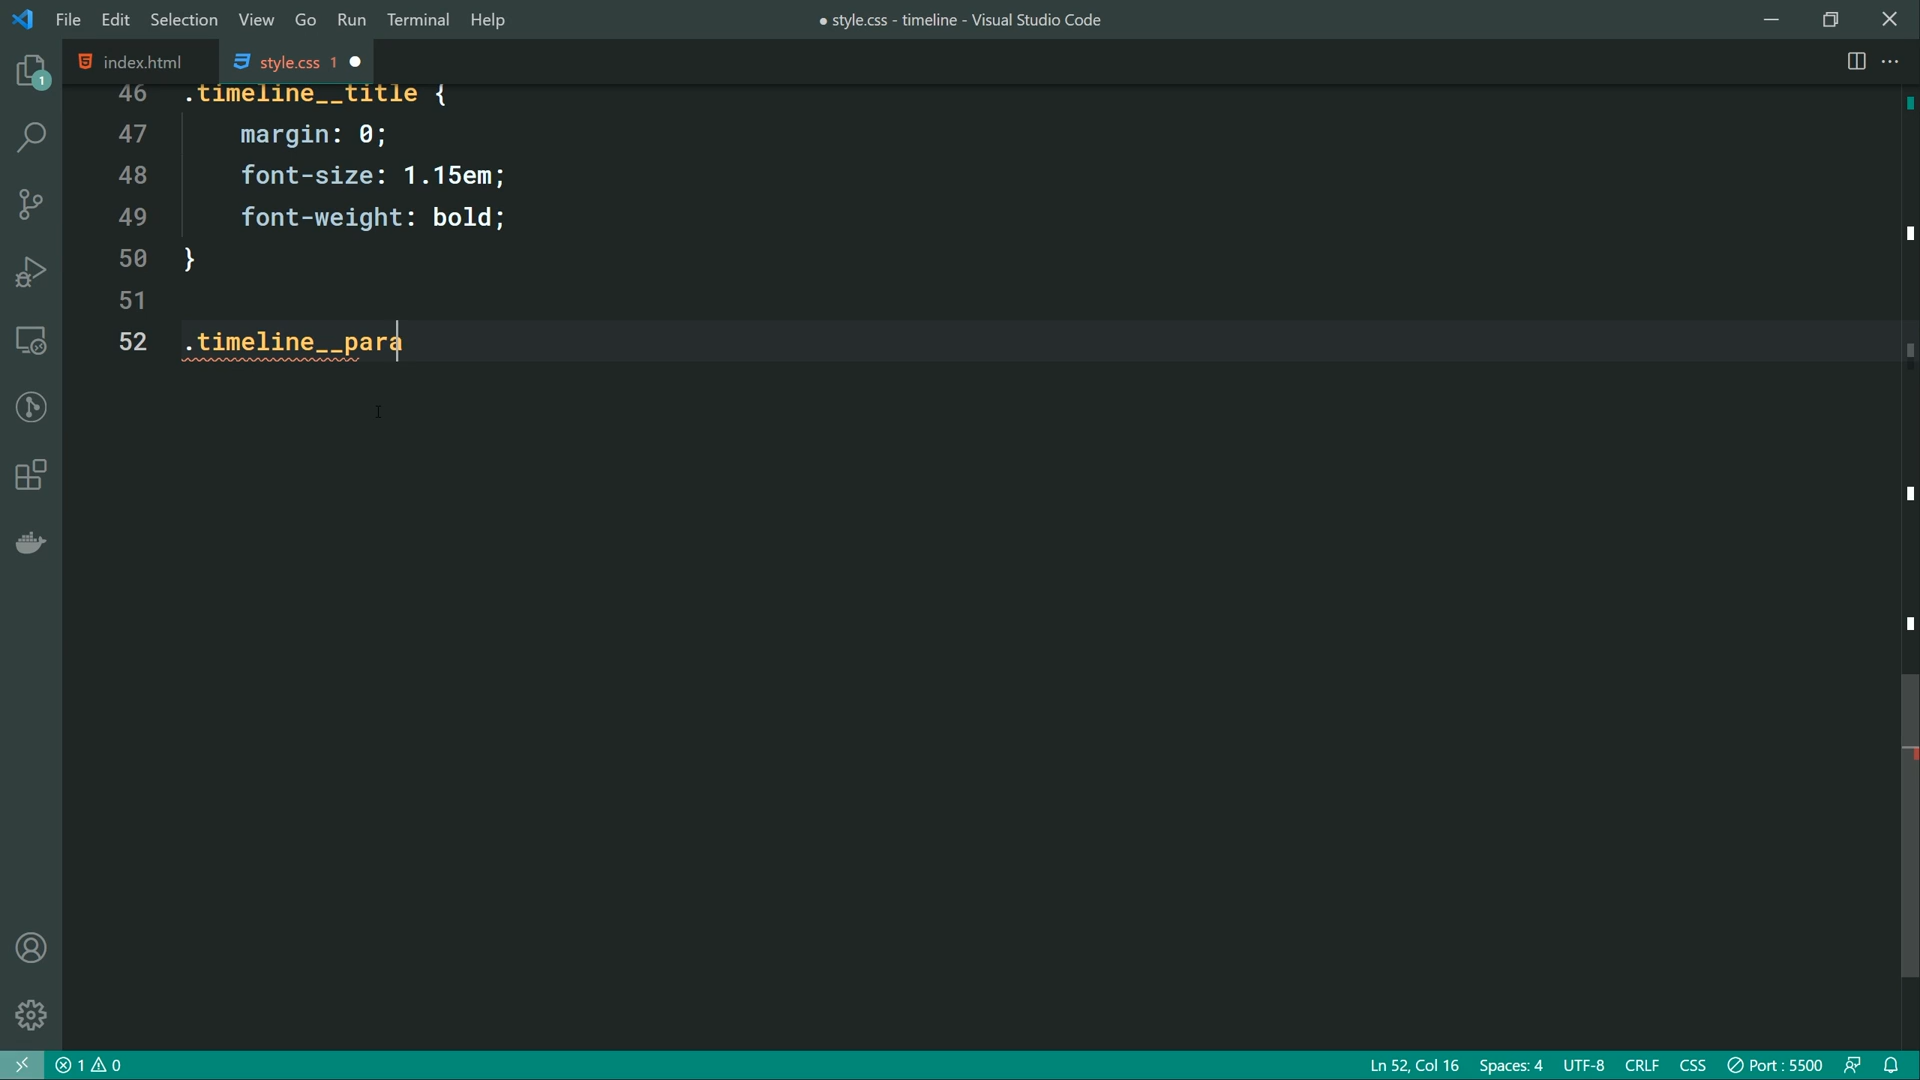 File Edit Selection View Go Run Terminal Help
● style.css - timeline - Visual Studio Code
index.html
style.css 1
1
46 .timeline__title {
47 margin: 0;
48 font-size: 1.15em;
49 font-weight: bold;
50 }
51
52 .timeline__para
1 0
Ln 52, Col 16 Spaces: 4 UTF-8 CRLF CSS Port : 5500